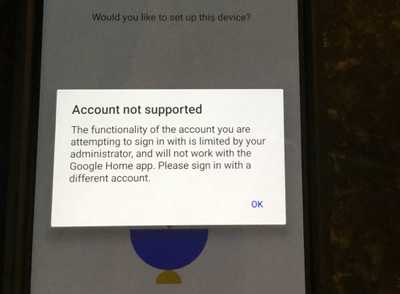 Would you like to set up this device?
Account not supported
The functionality of the account you are
attempting to sign in with is limited by your
administrator, and will not work with the
Google Home app. Please sign in with a
different account.
OK